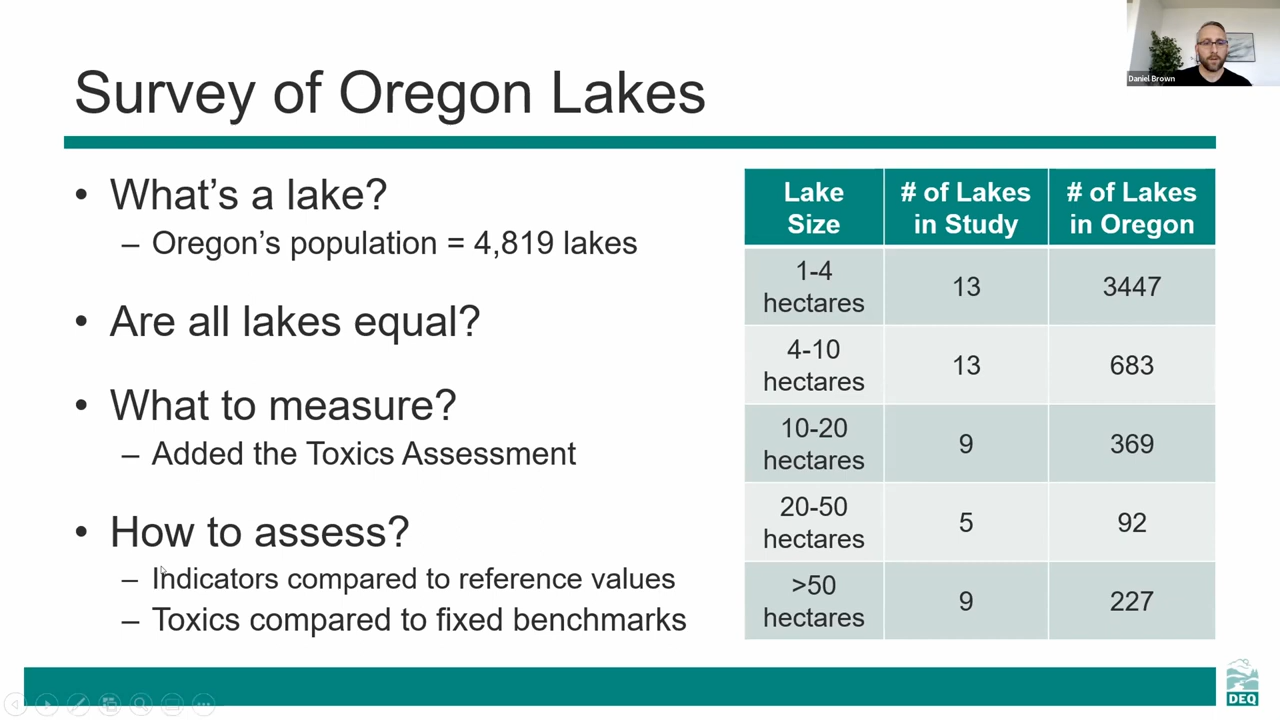 Daniel Brown
Survey of Oregon Lakes
• What’s a lake?
– Oregon’s population = 4,819 lakes
• Are all lakes equal?
• What to measure?
– Added the Toxics Assessment
• How to assess?
– Indicators compared to reference values
– Toxics compared to fixed benchmarks
Lake # of Lakes # of Lakes
Size in Study in Oregon
1-4
hectares 13 3447
4-10
hectares 13 683
10-20
hectares 9 369
20-50
hectares 5 92
>50
hectares 9 227
DEQ